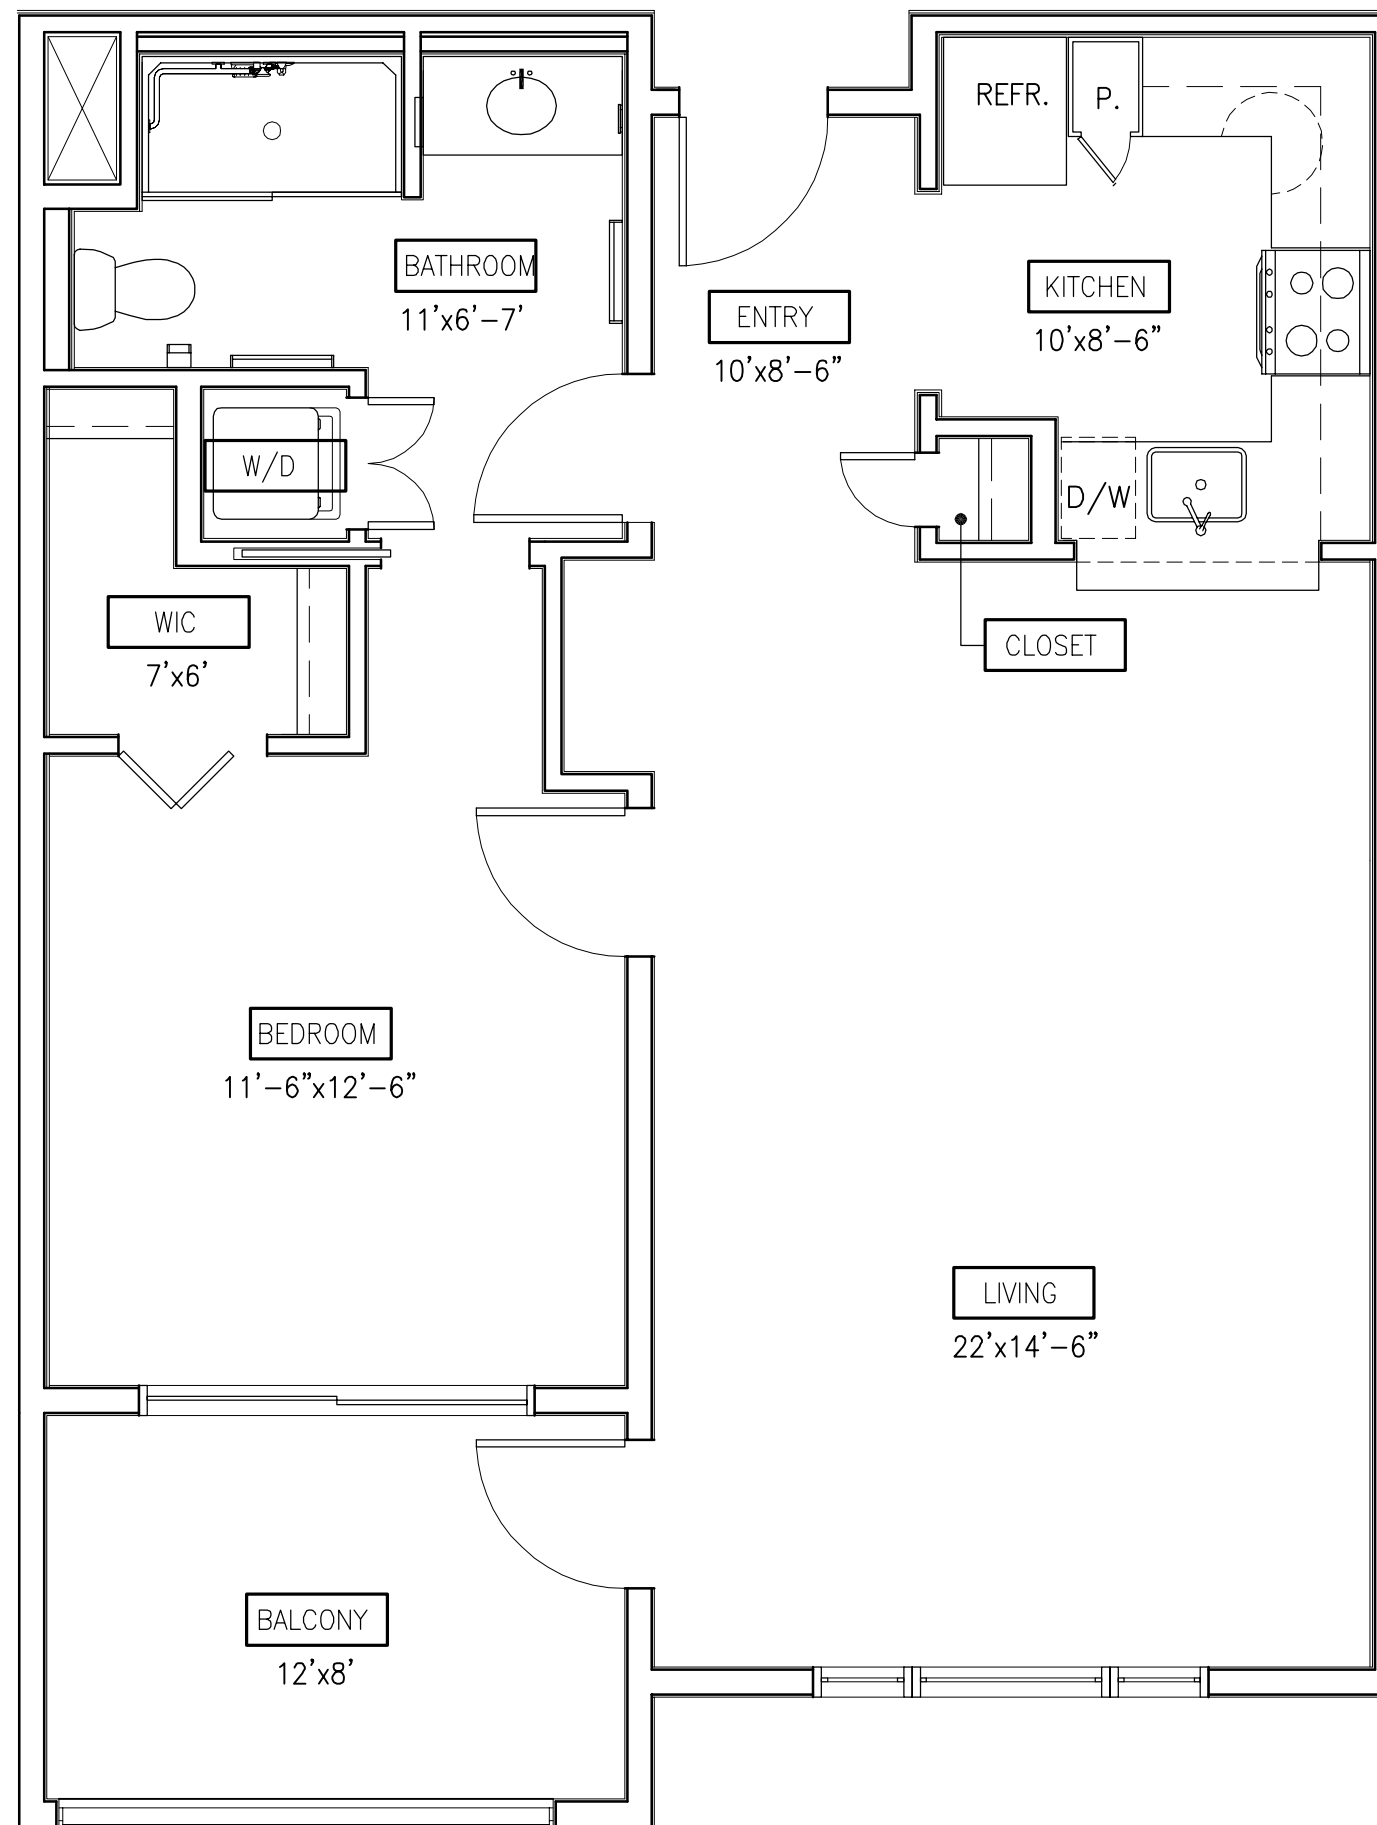 REFR.
P.
BATHROOM
11'x6'-7'
KITCHEN
10'x8'-6"
ENTRY
10'x8'-6"
W/D
D/W
WIC
7'x6'
CLOSET
BEDROOM
11'-6"x12'-6"
LIVING
22'x14'-6"
BALCONY
12'x8'